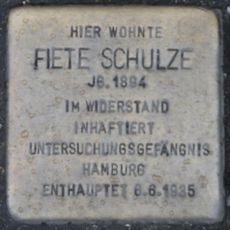 HIER WOHNTE
FIETE SCHULZE
JG. 1894
IM WIDERSTAND
INHAFTIERT
UNTERSUCHUNGSGEFÄNGNIS
HAMBURG
ENTHAUPTET 6.6.1935